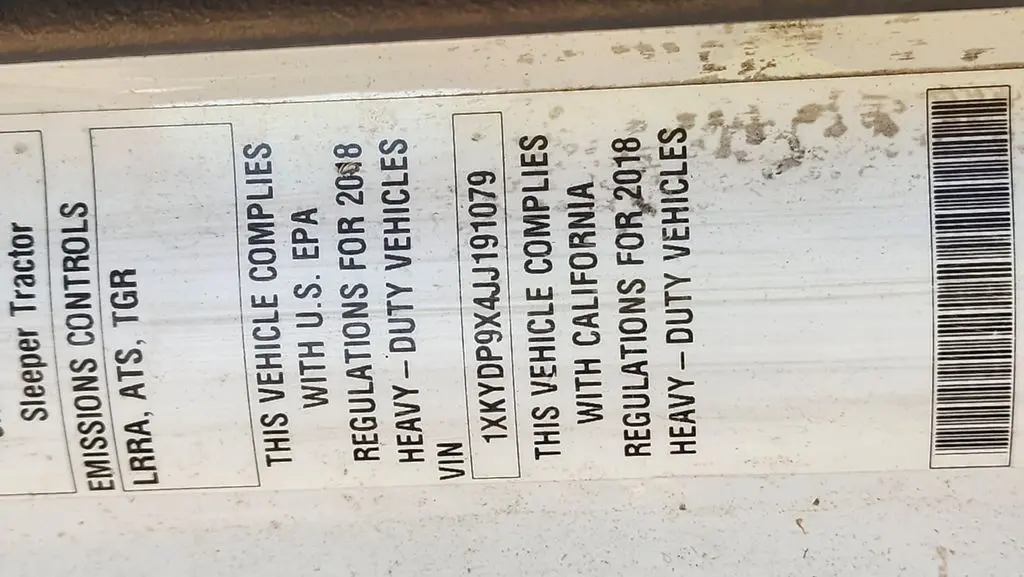 Sleeper Tractor
EMISSIONS CONTROLS
LRRA, ATS, TGR
THIS VEHICLE COMPLIES
WITH U.S. EPA
REGULATIONS FOR 2018
HEAVY-DUTY VEHICLES
VIN
1XKYDP9X4JJ191079
THIS VEHICLE COMPLIES
WITH CALIFORNIA
REGULATIONS FOR 2018
HEAVY-DUTY VEHICLES